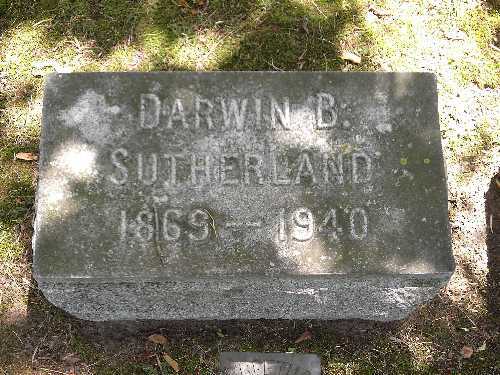 DARWIN B.
SUTHERLAND
1869 — 1940